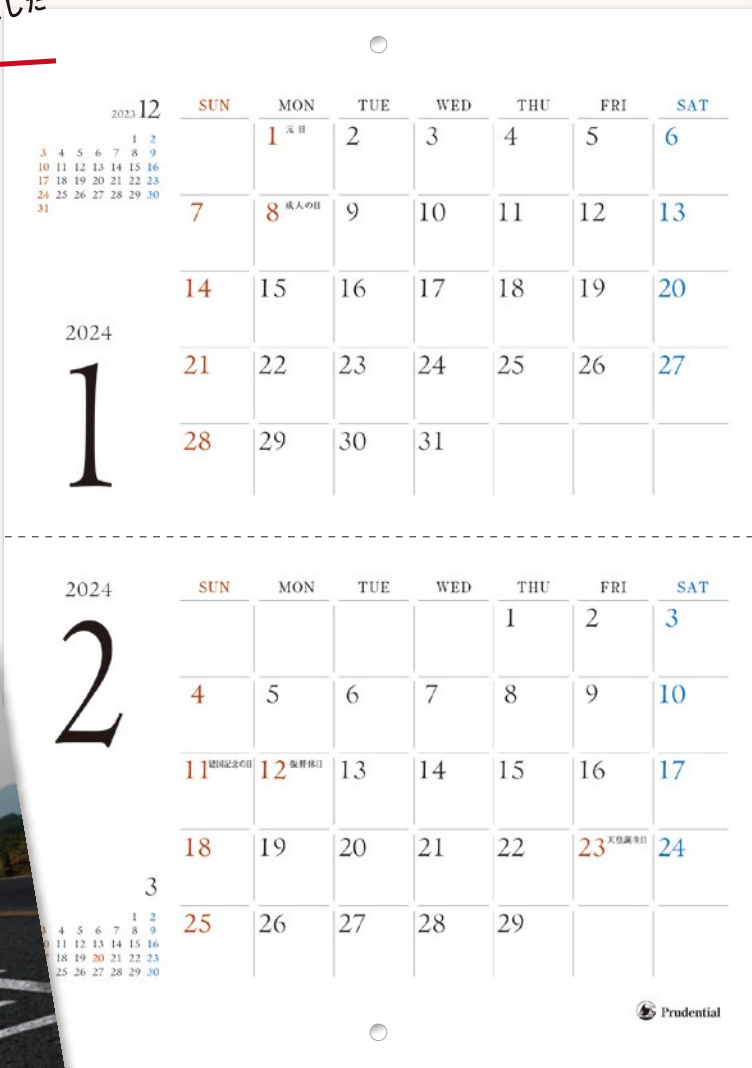 した
2023 12
1 2
3 4 5 6 7 8 9
10 11 12 13 14 15 16
17 18 19 20 21 22 23
24 25 26 27 28 29 30
31
2024
1
SUN MON TUE WED THU FRI SAT
1 元日 2 3 4 5 6
7 8 成人の日 9 10 11 12 13
14 15 16 17 18 19 20
21 22 23 24 25 26 27
28 29 30 31
2024
2
SUN MON TUE WED THU FRI SAT
1 2 3
4 5 6 7 8 9 10
11 建国記念の日 12 振替休日 13 14 15 16 17
18 19 20 21 22 23 天皇誕生日 24
25 26 27 28 29
3
1 2
4 5 6 7 8 9
11 12 13 14 15 16
18 19 20 21 22 23
25 26 27 28 29 30
Prudential